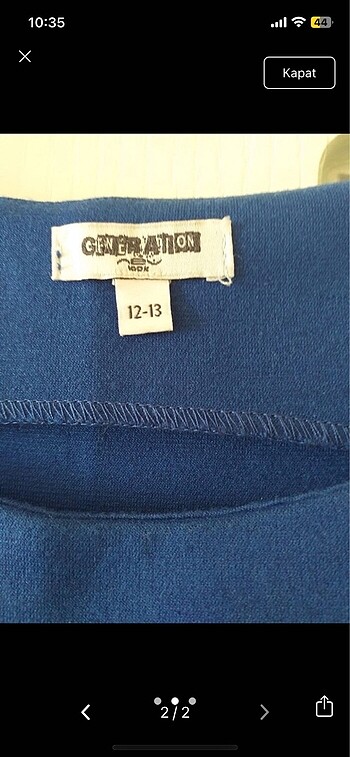 10:35
44
Kapat
GENERATION
12-13
2/2